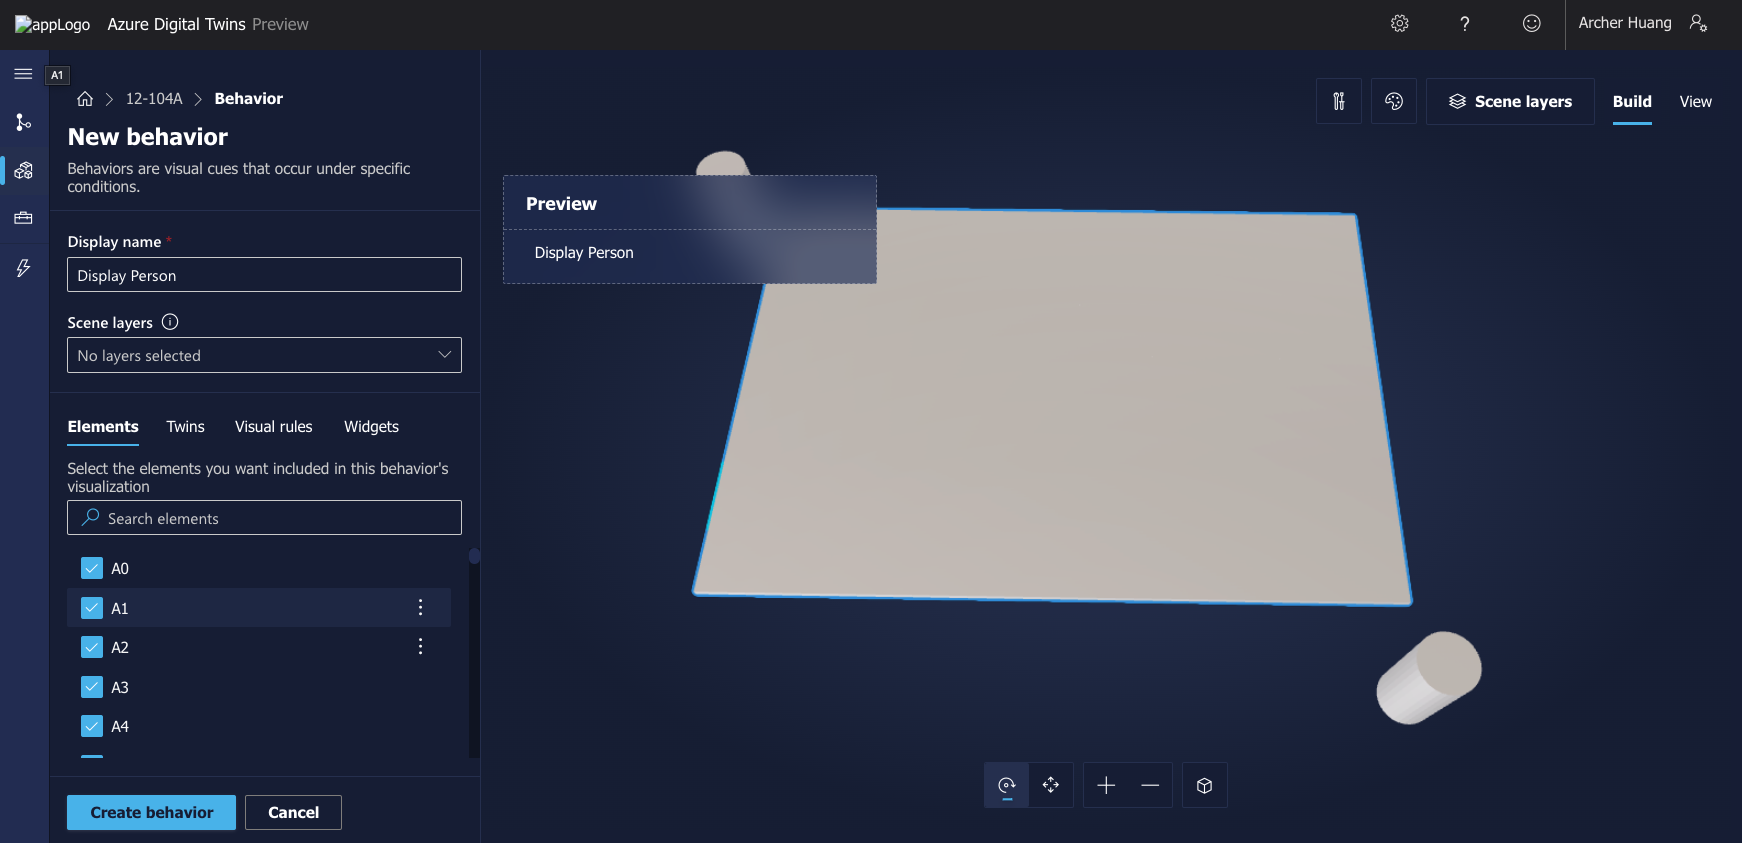 appLogo Azure Digital Twins Preview
? Archer Huang
A1
12-104A Behavior
New behavior
Behaviors are visual cues that occur under specific
conditions.
Display name *
Display Person
Scene layers
No layers selected
Elements Twins Visual rules Widgets
Select the elements you want included in this behavior's
visualization
Search elements
A0
A1
A2
A3
A4
Create behavior Cancel
Scene layers Build View
Preview
Display Person